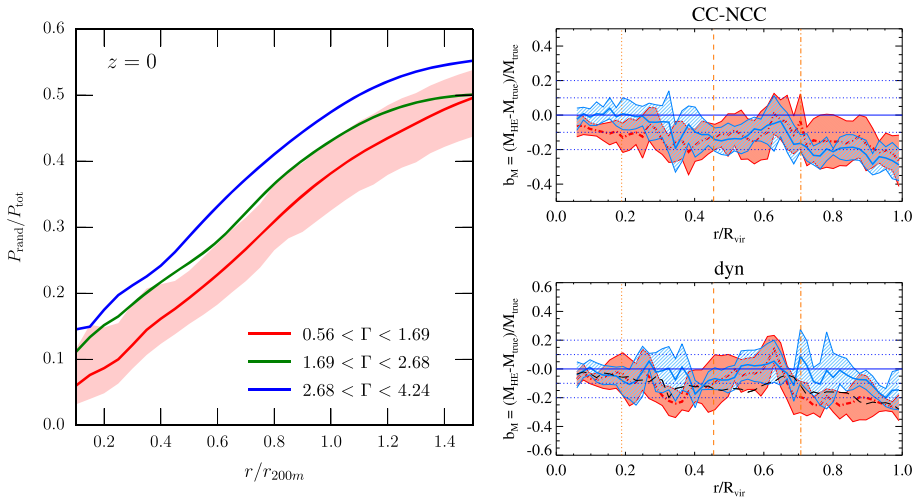 z = 0
P_rand/P_tot
0.6
0.5
0.4
0.3
0.2
0.1
0.0
0.56 < Γ < 1.69
1.69 < Γ < 2.68
2.68 < Γ < 4.24
0.2 0.4 0.6 0.8 1.0 1.2 1.4
r/r_200m
CC-NCC
b_M = (M_HE-M_true)/M_true
0.4
0.2
0.0
-0.2
-0.4
0.0 0.2 0.4 0.6 0.8 1.0
r/R_vir
dyn
b_M = (M_HE-M_true)/M_true
0.6
0.4
0.2
-0.0
-0.2
-0.4
-0.6
0.0 0.2 0.4 0.6 0.8 1.0
r/R_vir